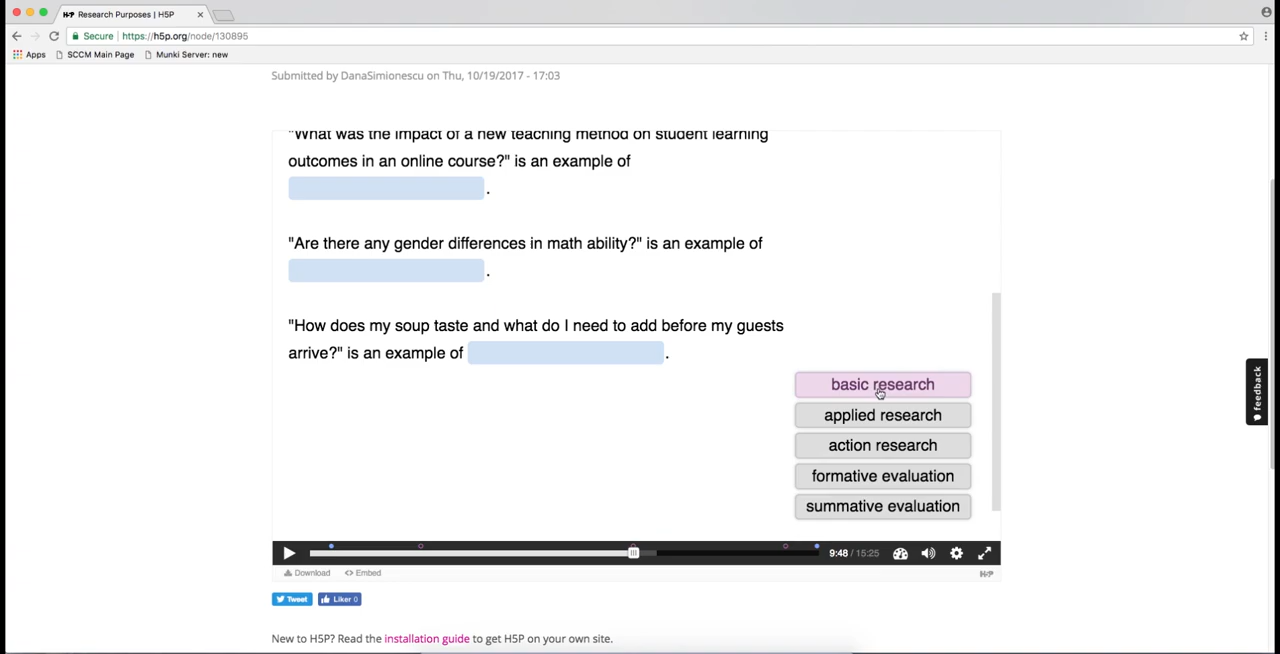 H-P Research Purposes | H5P
Secure https://h5p.org/node/130895
Apps SCCM Main Page Munki Server: new
Submitted by DanaSimionescu on Thu, 10/19/2017 - 17:03
"What was the impact of a new teaching method on student learning
outcomes in an online course?" is an example of
.
"Are there any gender differences in math ability?" is an example of
.
"How does my soup taste and what do I need to add before my guests
arrive?" is an example of .
basic research
applied research
action research
formative evaluation
summative evaluation
feedback
9:48 / 15:25
Download <> Embed
H-P
Tweet Liker 0
New to H5P? Read the installation guide to get H5P on your own site.